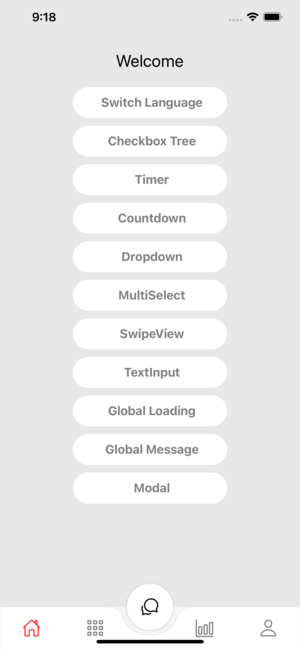 9:18
Welcome
Switch Language
Checkbox Tree
Timer
Countdown
Dropdown
MultiSelect
SwipeView
TextInput
Global Loading
Global Message
Modal